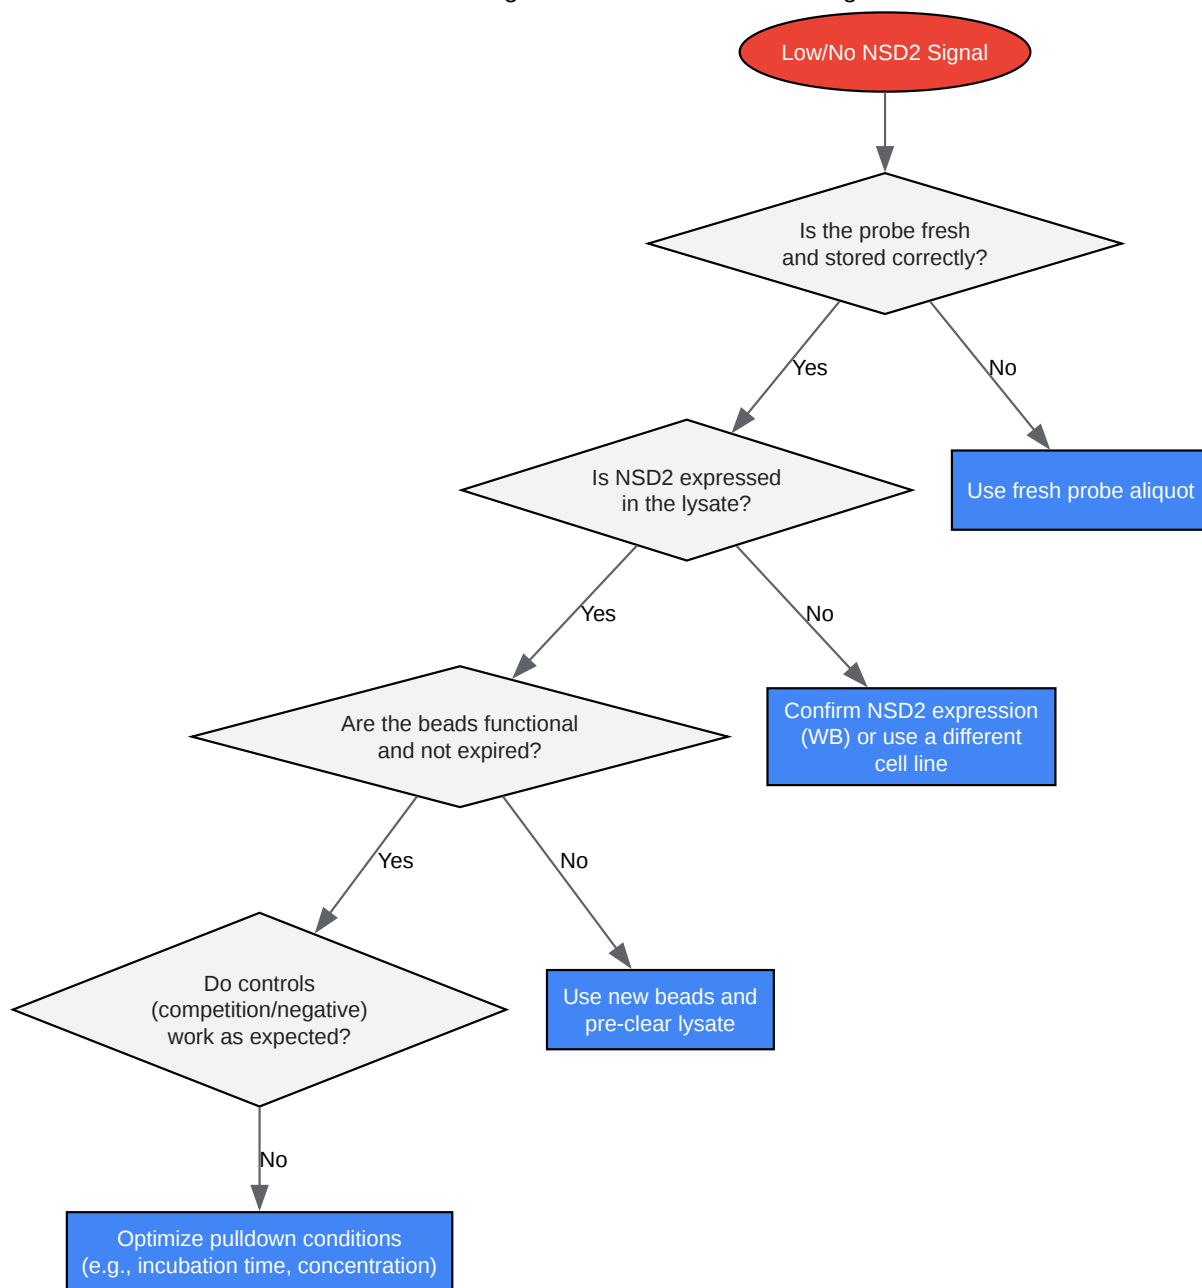 Low/No NSD2 Signal
Is the probe fresh
and stored correctly?
Yes
No
Is NSD2 expressed
in the lysate?
Use fresh probe aliquot
Yes
No
Are the beads functional
and not expired?
Confirm NSD2 expression
(WB) or use a different
cell line
Yes
No
Do controls
(competition/negative)
work as expected?
Use new beads and
pre-clear lysate
No
Optimize pulldown conditions
(e.g., incubation time, concentration)